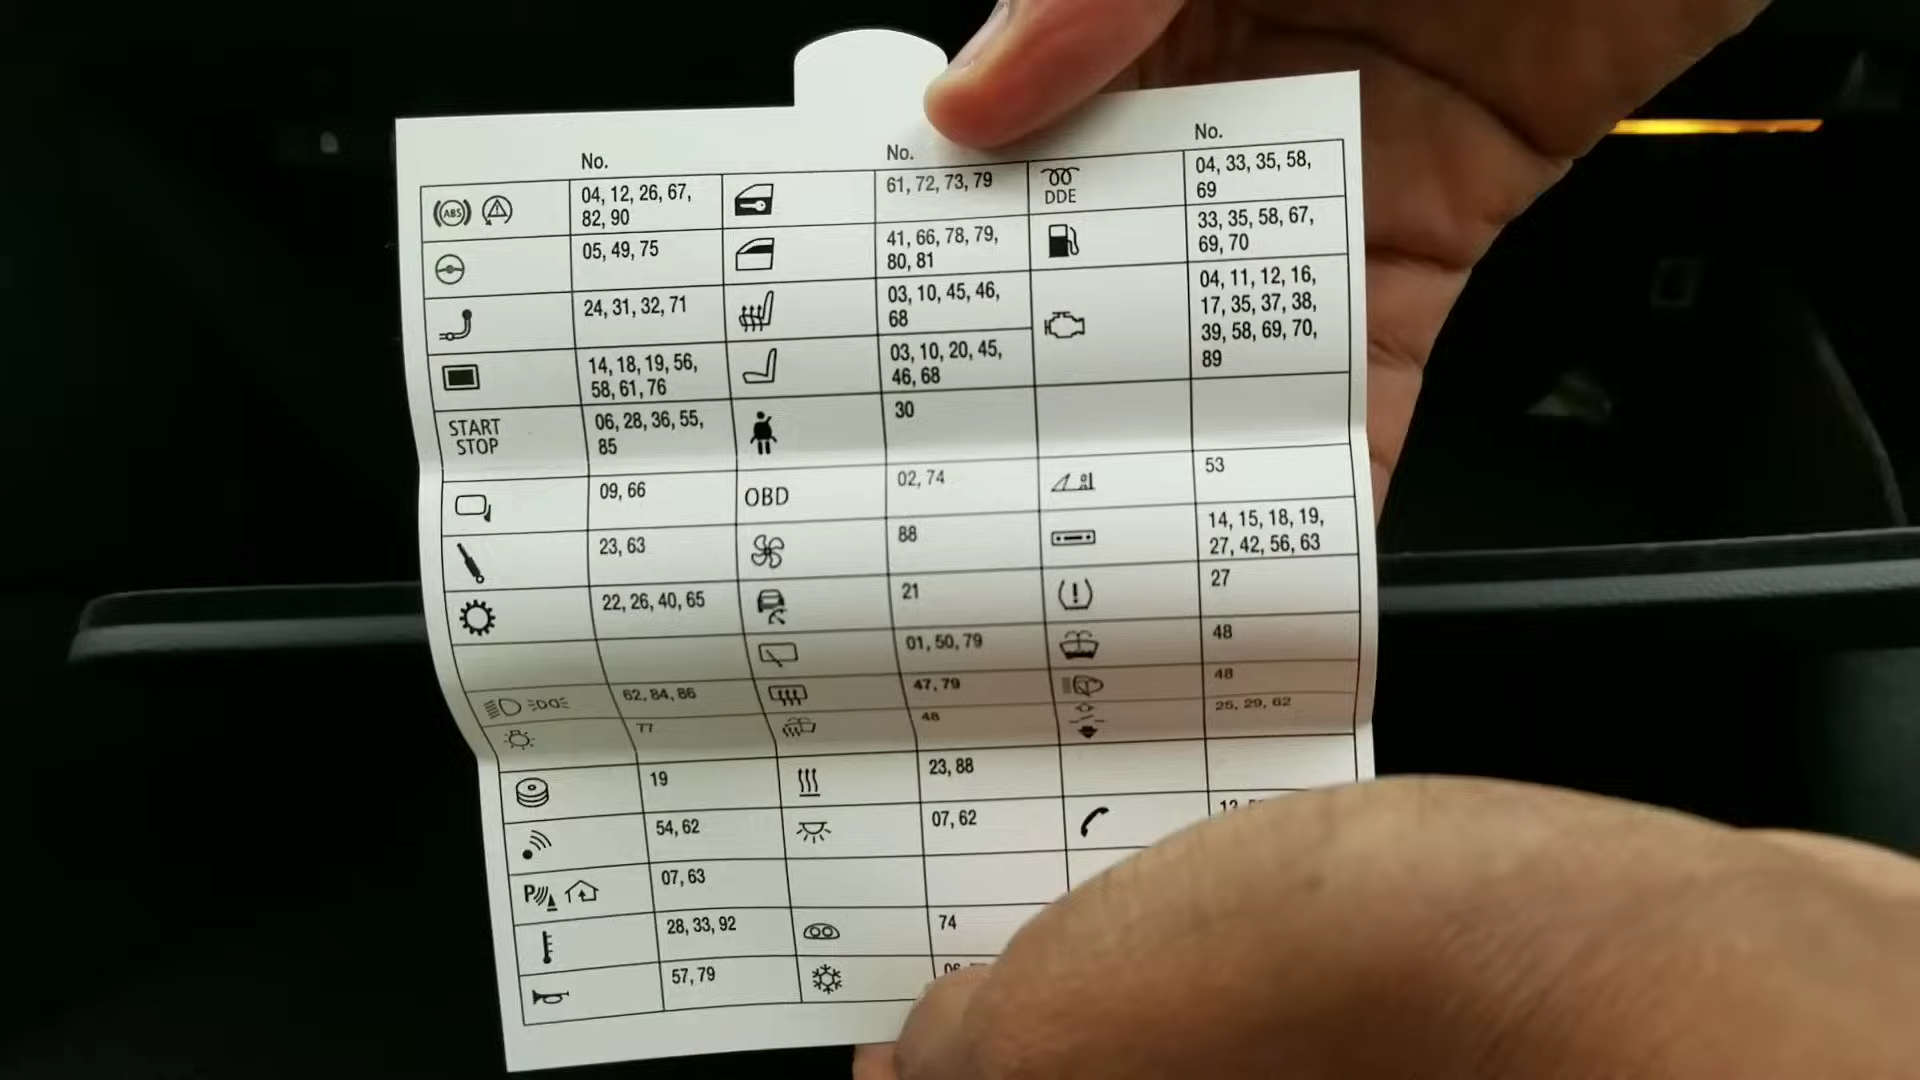 No.
No.
No.
ABS
04, 12, 26, 67,
82, 90
61, 72, 73, 79
DDE
04, 33, 35, 58,
69
05, 49, 75
41, 66, 78, 79,
80, 81
33, 35, 58, 67,
69, 70
24, 31, 32, 71
03, 10, 45, 46,
68
04, 11, 12, 16,
17, 35, 37, 38,
39, 58, 69, 70,
89
14, 18, 19, 56,
58, 61, 76
03, 10, 20, 45,
46, 68
START
STOP
06, 28, 36, 55,
85
30
09, 66
OBD
02, 74
53
23, 63
88
14, 15, 18, 19,
27, 42, 56, 63
22, 26, 40, 65
21
27
01, 50, 79
48
62, 84, 86
47, 79
48
77
48
25, 29, 62
19
23, 88
54, 62
07, 62
P
07, 63
28, 33, 92
74
57, 79